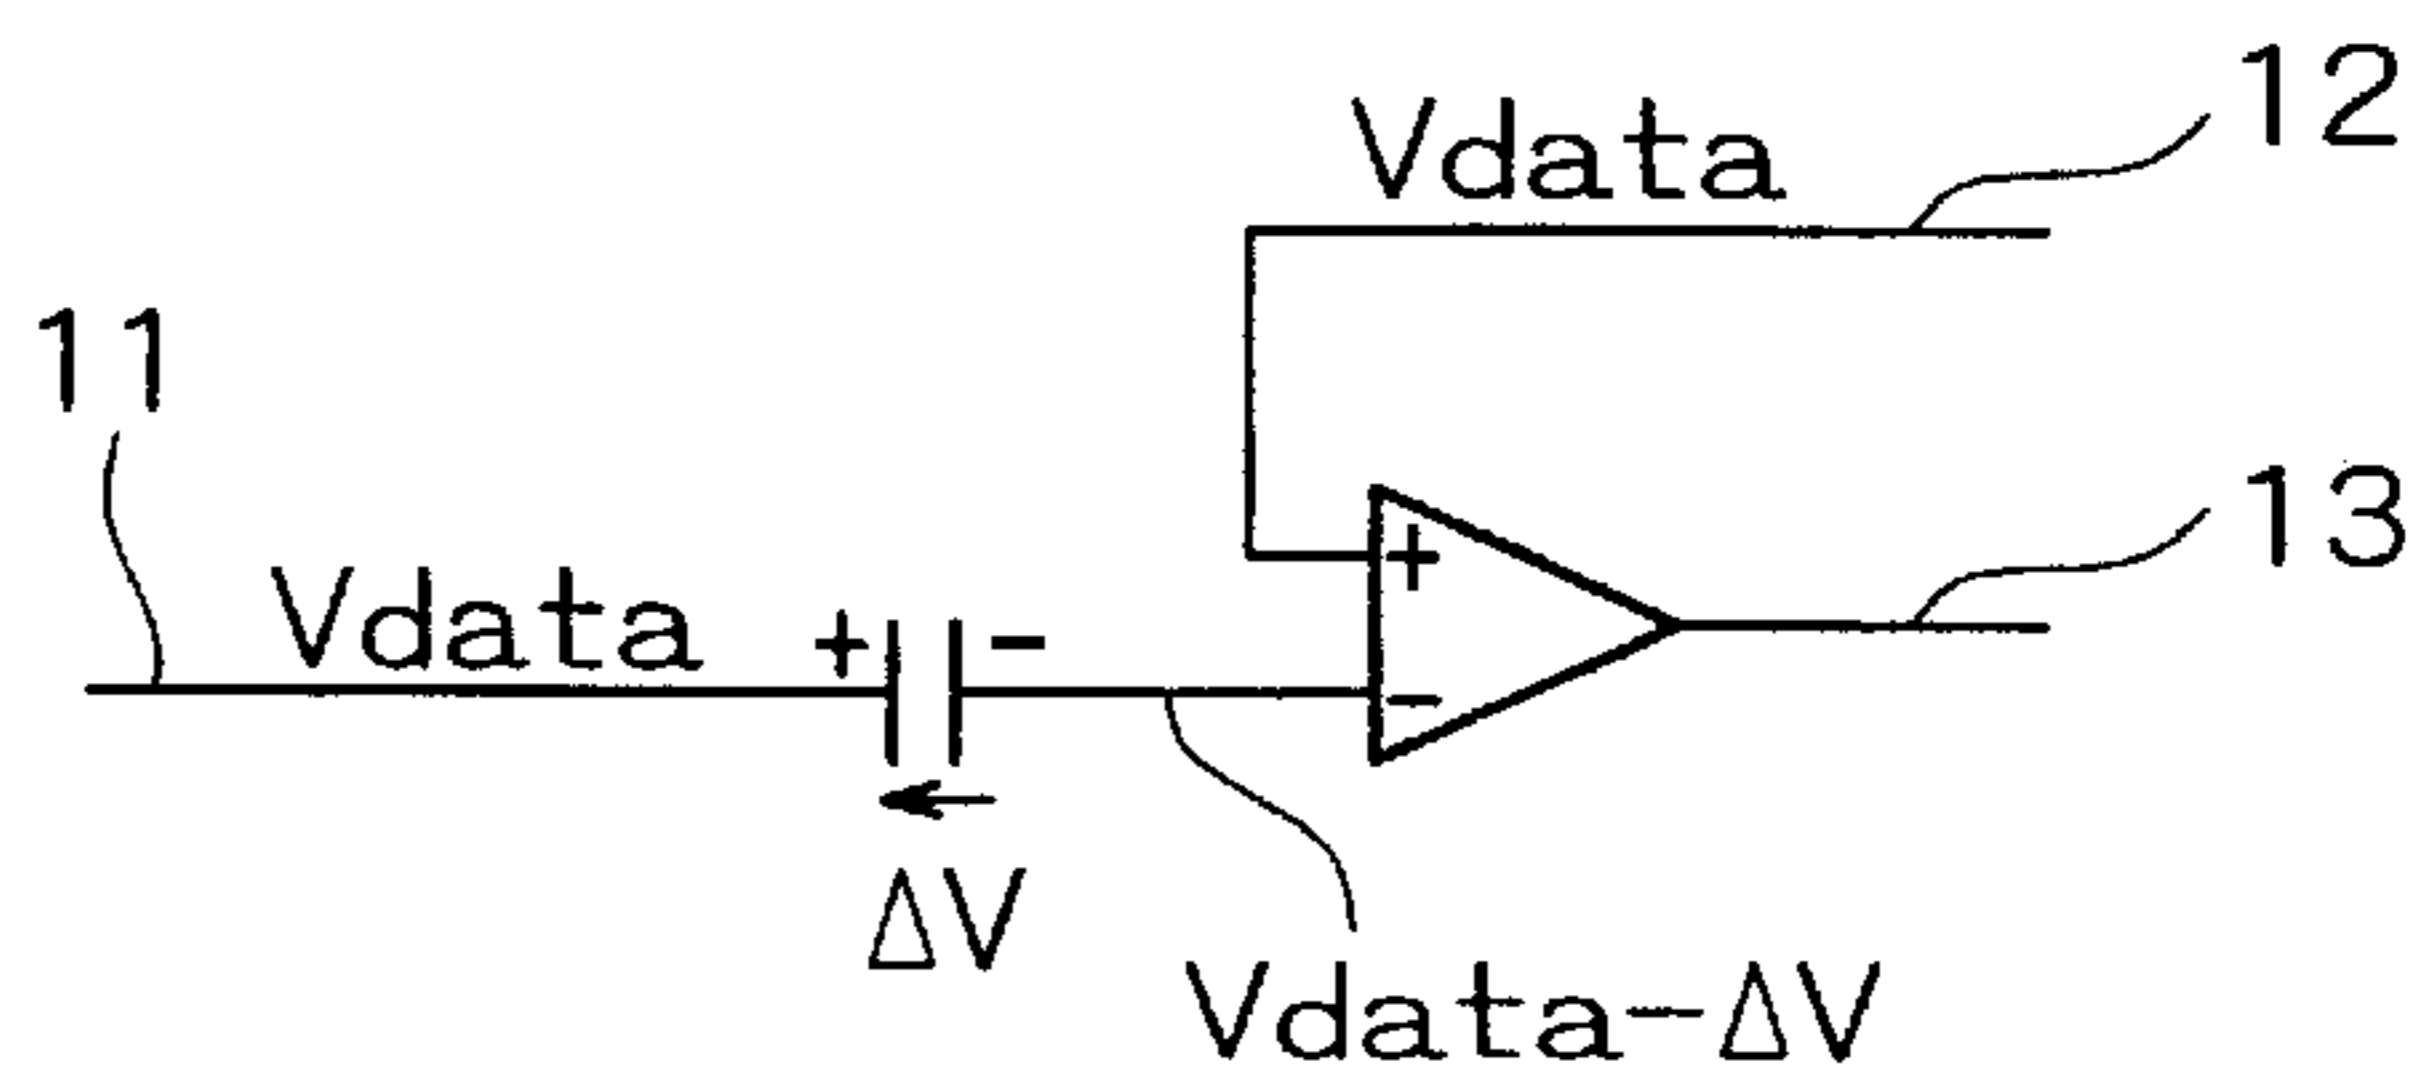 12
Vdata
11
13
Vdata
+
-
+
-
ΔV
Vdata-ΔV